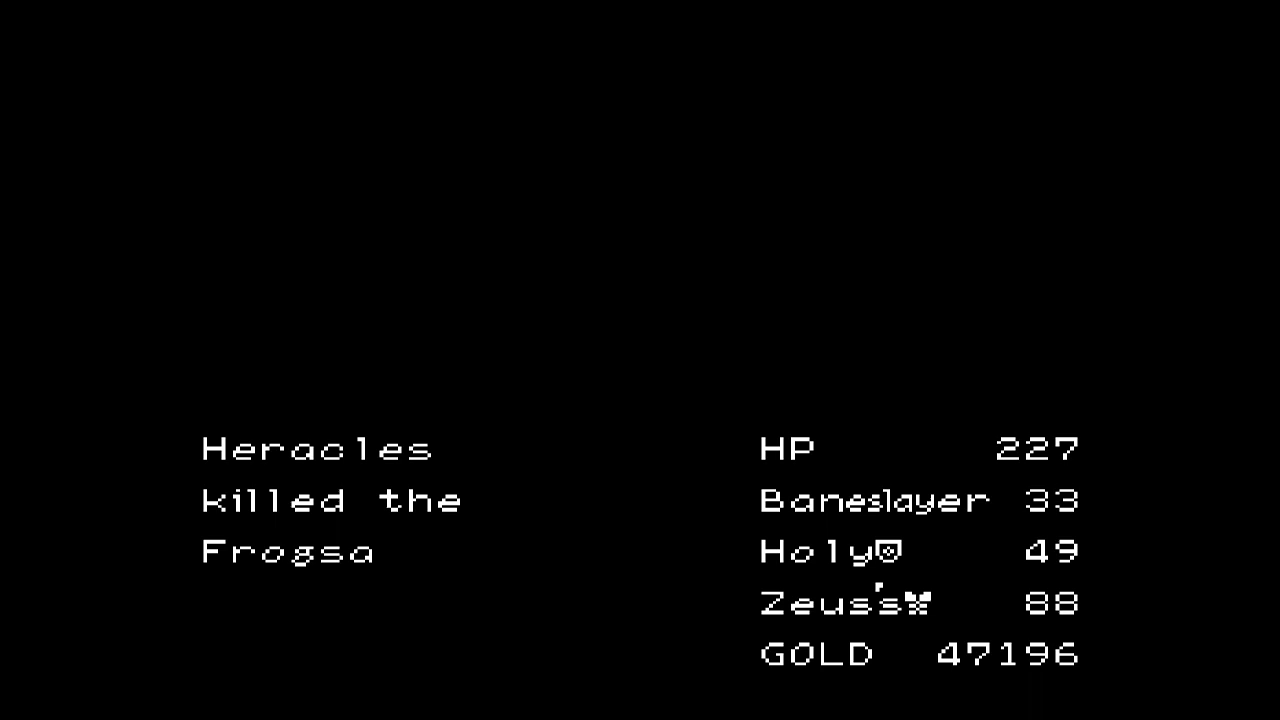 Heracles
killed the
Frogsa
HP 227
Baneslayer 33
Holy 49
Zeus's 88
GOLD 47196